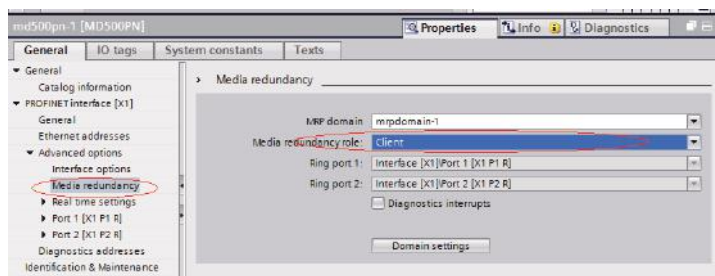 md500pn-1 [MD500PN]
Properties
Info
Diagnostics
General
IO tags
System constants
Texts
General
Catalog information
PROFINET interface [X1]
General
Ethernet addresses
Advanced options
Interface options
Media redundancy
Real time settings
Port 1 [X1 P1 R]
Port 2 [X1 P2 R]
Diagnostics addresses
Identification & Maintenance
Media redundancy
MRP domain mrpdomain-1
Media redundancy role: Client
Ring port 1: Interface [X1]\Port 1 [X1 P1 R]
Ring port 2: Interface [X1]\Port 2 [X1 P2 R]
Diagnostics interrupts
Domain settings